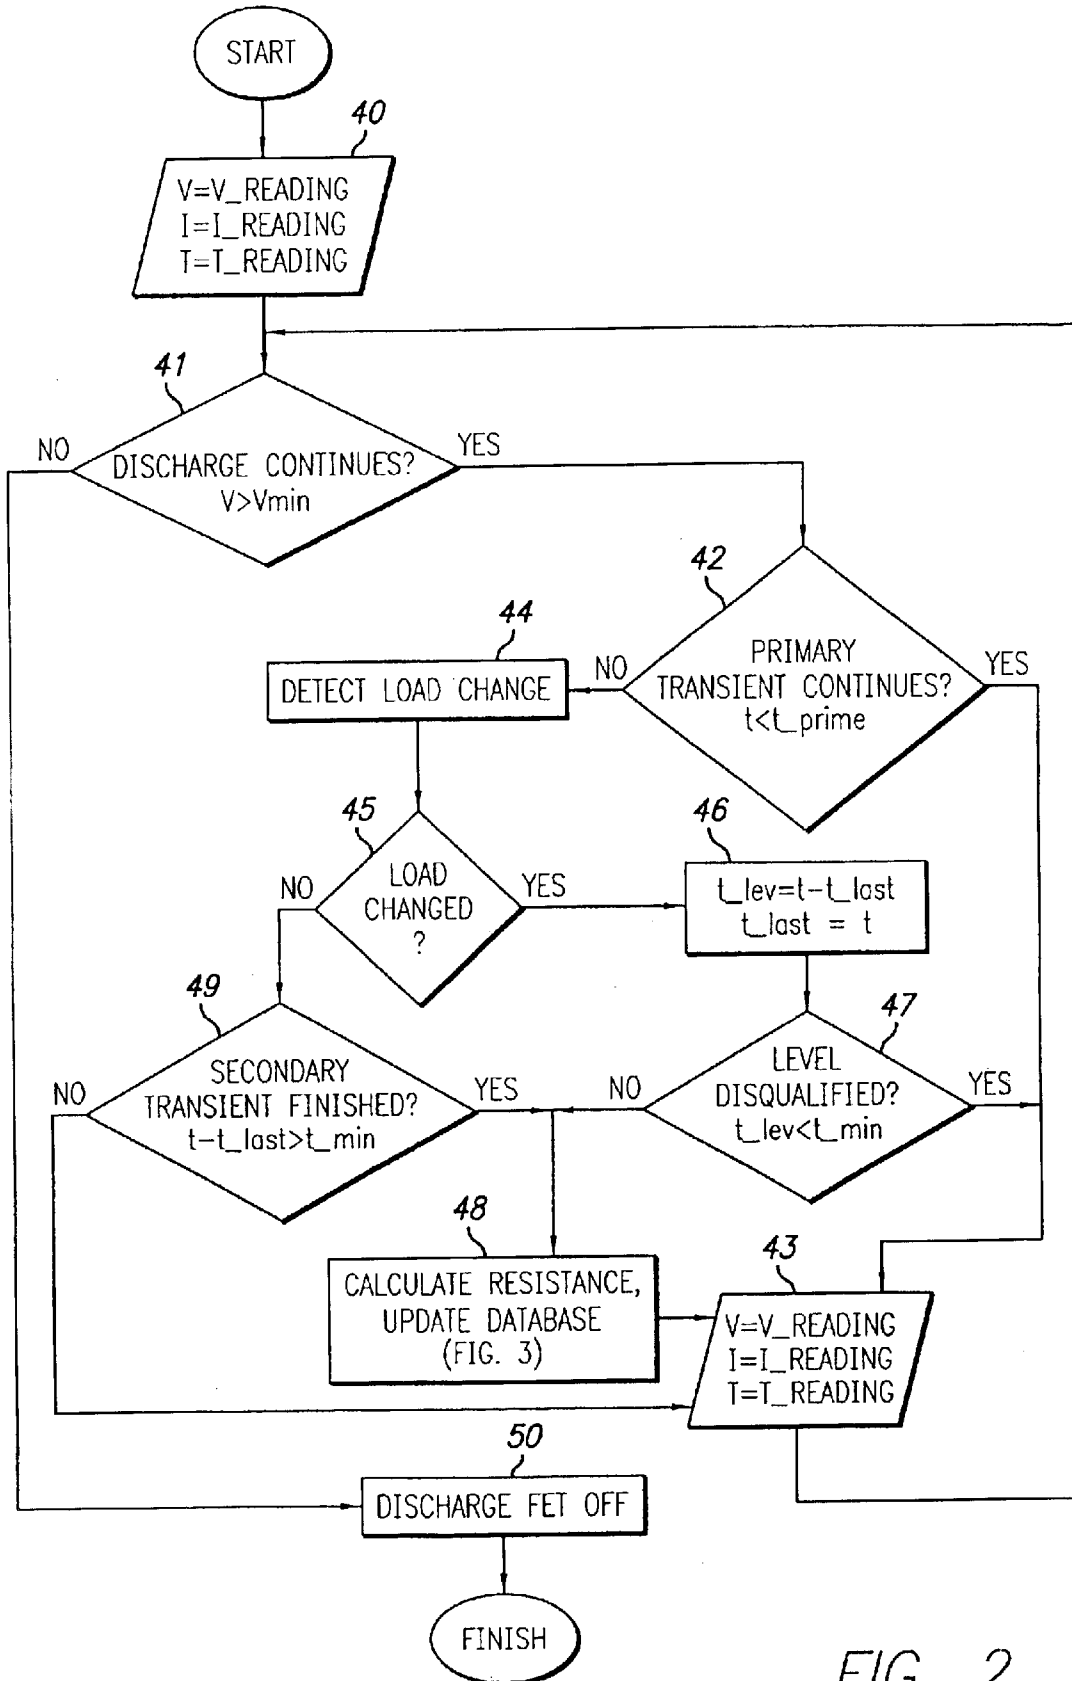 START
40
V=V_READING
I=I_READING
T=T_READING
41
NO
YES
DISCHARGE CONTINUES?
V>Vmin
42
PRIMARY
TRANSIENT CONTINUES?
t<t_prime
NO
YES
44
DETECT LOAD CHANGE
45
LOAD
CHANGED
?
NO
YES
46
t_lev=t-t_last
t_last = t
49
SECONDARY
TRANSIENT FINISHED?
t-t_last>t_min
NO
YES
47
LEVEL
DISQUALIFIED?
t_lev<t_min
NO
YES
48
CALCULATE RESISTANCE,
UPDATE DATABASE
(FIG. 3)
43
V=V_READING
I=I_READING
T=T_READING
50
DISCHARGE FET OFF
FINISH
FIG. 2